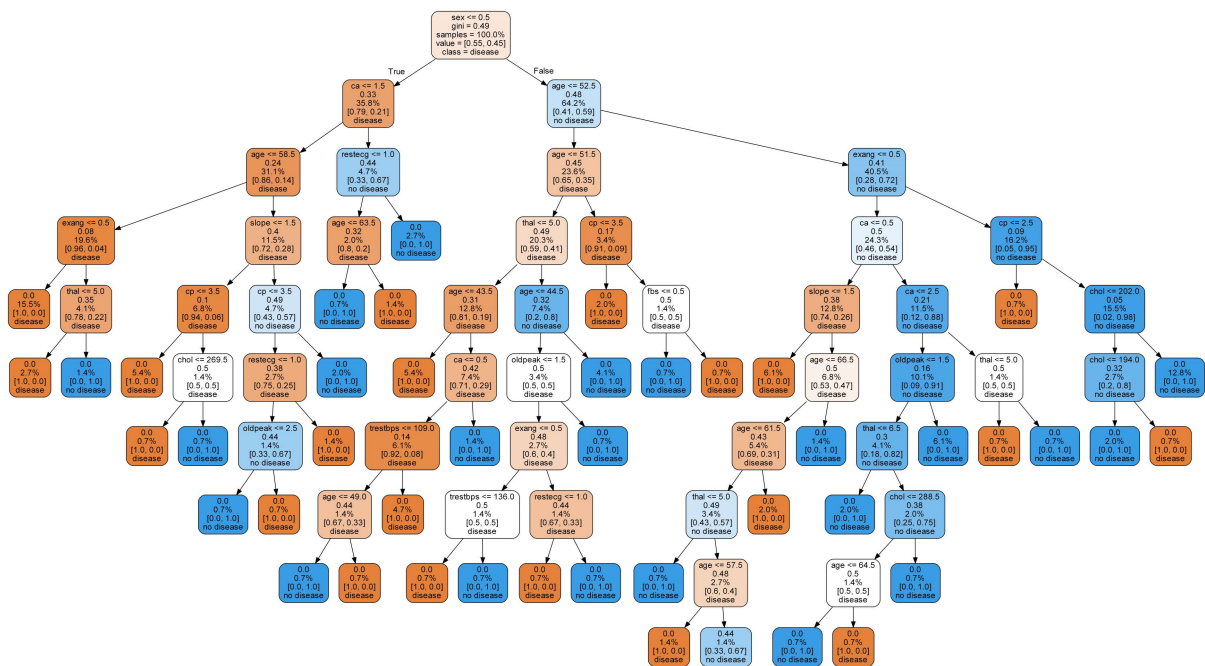 sex <= 0.5
gini = 0.49
samples = 100.0%
value = [0.55, 0.45]
class = disease
True
False
ca <= 1.5
0.33
35.8%
[0.79, 0.21]
disease
age <= 52.5
0.48
64.2%
[0.41, 0.59]
no disease
age <= 58.5
0.24
31.1%
[0.86, 0.14]
disease
restecg <= 1.0
0.44
4.7%
[0.33, 0.67]
no disease
age <= 51.5
0.45
23.6%
[0.65, 0.35]
disease
exang <= 0.5
0.41
40.5%
[0.28, 0.72]
no disease
exang <= 0.5
0.08
19.6%
[0.96, 0.04]
disease
slope <= 1.5
0.4
11.5%
[0.72, 0.28]
disease
age <= 63.5
0.32
2.0%
[0.8, 0.2]
disease
0.0
2.7%
[0.0, 1.0]
no disease
thal <= 5.0
0.49
20.3%
[0.59, 0.41]
disease
cp <= 3.5
0.17
3.4%
[0.91, 0.09]
disease
ca <= 0.5
0.5
24.3%
[0.46, 0.54]
no disease
cp <= 2.5
0.09
16.2%
[0.05, 0.95]
no disease
0.0
15.5%
[1.0, 0.0]
disease
thal <= 5.0
0.35
4.1%
[0.78, 0.22]
disease
cp <= 3.5
0.1
6.8%
[0.94, 0.06]
disease
cp <= 3.5
0.49
4.7%
[0.43, 0.57]
no disease
0.0
0.7%
[0.0, 1.0]
no disease
0.0
1.4%
[1.0, 0.0]
disease
age <= 43.5
0.31
12.8%
[0.81, 0.19]
disease
age <= 44.5
0.32
7.4%
[0.2, 0.8]
no disease
0.0
2.0%
[1.0, 0.0]
disease
fbs <= 0.5
0.5
1.4%
[0.5, 0.5]
disease
slope <= 1.5
0.38
12.8%
[0.74, 0.26]
disease
ca <= 2.5
0.21
11.5%
[0.12, 0.88]
no disease
0.0
0.7%
[1.0, 0.0]
disease
chol <= 202.0
0.05
15.5%
[0.02, 0.98]
no disease
0.0
2.7%
[1.0, 0.0]
disease
0.0
1.4%
[0.0, 1.0]
no disease
0.0
5.4%
[1.0, 0.0]
disease
chol <= 269.5
0.5
1.4%
[0.5, 0.5]
disease
restecg <= 1.0
0.38
2.7%
[0.75, 0.25]
disease
0.0
2.0%
[0.0, 1.0]
no disease
0.0
5.4%
[1.0, 0.0]
disease
ca <= 0.5
0.42
7.4%
[0.71, 0.29]
disease
oldpeak <= 1.5
0.5
3.4%
[0.5, 0.5]
disease
0.0
4.1%
[0.0, 1.0]
no disease
0.0
0.7%
[0.0, 1.0]
no disease
0.0
0.7%
[1.0, 0.0]
disease
0.0
6.1%
[1.0, 0.0]
disease
age <= 66.5
0.5
6.8%
[0.53, 0.47]
disease
oldpeak <= 1.5
0.16
10.1%
[0.09, 0.91]
no disease
thal <= 5.0
0.5
1.4%
[0.5, 0.5]
disease
chol <= 194.0
0.32
2.7%
[0.2, 0.8]
no disease
0.0
12.8%
[0.0, 1.0]
no disease
0.0
0.7%
[1.0, 0.0]
disease
0.0
0.7%
[0.0, 1.0]
no disease
oldpeak <= 2.5
0.44
1.4%
[0.33, 0.67]
no disease
0.0
1.4%
[1.0, 0.0]
disease
trestbps <= 109.0
0.14
6.1%
[0.92, 0.08]
disease
0.0
1.4%
[0.0, 1.0]
no disease
exang <= 0.5
0.48
2.7%
[0.6, 0.4]
disease
0.0
0.7%
[0.0, 1.0]
no disease
age <= 61.5
0.43
5.4%
[0.69, 0.31]
disease
0.0
1.4%
[0.0, 1.0]
no disease
thal <= 6.5
0.3
4.1%
[0.18, 0.82]
no disease
0.0
6.1%
[0.0, 1.0]
no disease
0.0
0.7%
[1.0, 0.0]
disease
0.0
0.7%
[0.0, 1.0]
no disease
0.0
2.0%
[0.0, 1.0]
no disease
0.0
0.7%
[1.0, 0.0]
disease
0.0
0.7%
[0.0, 1.0]
no disease
0.0
0.7%
[1.0, 0.0]
disease
age <= 49.0
0.44
1.4%
[0.67, 0.33]
disease
0.0
4.7%
[1.0, 0.0]
disease
trestbps <= 136.0
0.5
1.4%
[0.5, 0.5]
disease
restecg <= 1.0
0.44
1.4%
[0.67, 0.33]
disease
thal <= 5.0
0.49
3.4%
[0.43, 0.57]
no disease
0.0
2.0%
[1.0, 0.0]
disease
0.0
2.0%
[0.0, 1.0]
no disease
chol <= 288.5
0.38
2.0%
[0.25, 0.75]
no disease
0.0
0.7%
[0.0, 1.0]
no disease
0.0
0.7%
[1.0, 0.0]
disease
0.0
0.7%
[1.0, 0.0]
disease
0.0
0.7%
[0.0, 1.0]
no disease
0.0
0.7%
[1.0, 0.0]
disease
0.0
0.7%
[0.0, 1.0]
no disease
0.0
0.7%
[0.0, 1.0]
no disease
age <= 57.5
0.48
2.7%
[0.6, 0.4]
disease
age <= 64.5
0.5
1.4%
[0.5, 0.5]
disease
0.0
0.7%
[0.0, 1.0]
no disease
0.0
1.4%
[1.0, 0.0]
disease
0.44
1.4%
[0.33, 0.67]
no disease
0.0
0.7%
[0.0, 1.0]
no disease
0.0
0.7%
[1.0, 0.0]
disease